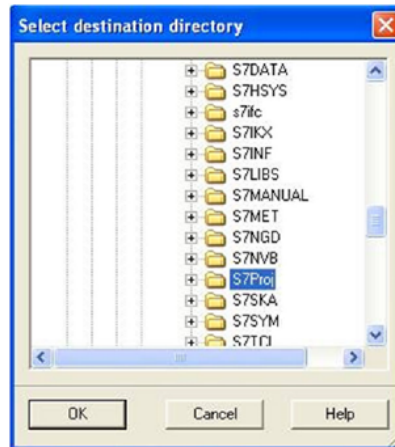 Select destination directory
S7DATA
S7HSYS
s7ifc
S7IKX
S7INF
S7LIBS
S7MANUAL
S7MET
S7NGD
S7NVB
S7Proj
S7SKA
S7SYM
S7TCI
OK
Cancel
Help